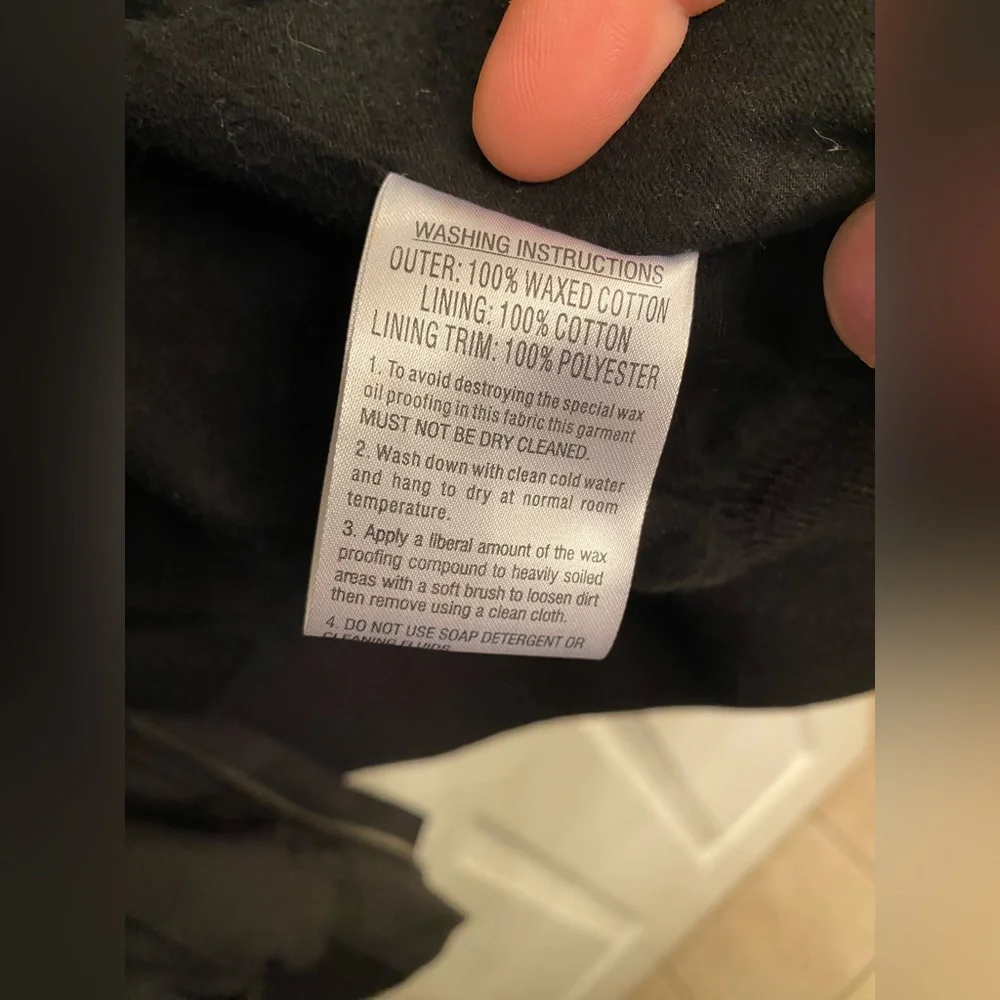 WASHING INSTRUCTIONS
OUTER: 100% WAXED COTTON
LINING: 100% COTTON
LINING TRIM: 100% POLYESTER
1. To avoid destroying the special wax
oil proofing in this fabric this garment
MUST NOT BE DRY CLEANED.
2. Wash down with clean cold water
and hang to dry at normal room
temperature.
3. Apply a liberal amount of the wax
proofing compound to heavily soiled
areas with a soft brush to loosen dirt
then remove using a clean cloth.
4. DO NOT USE SOAP DETERGENT OR
CLEANING FLUIDS